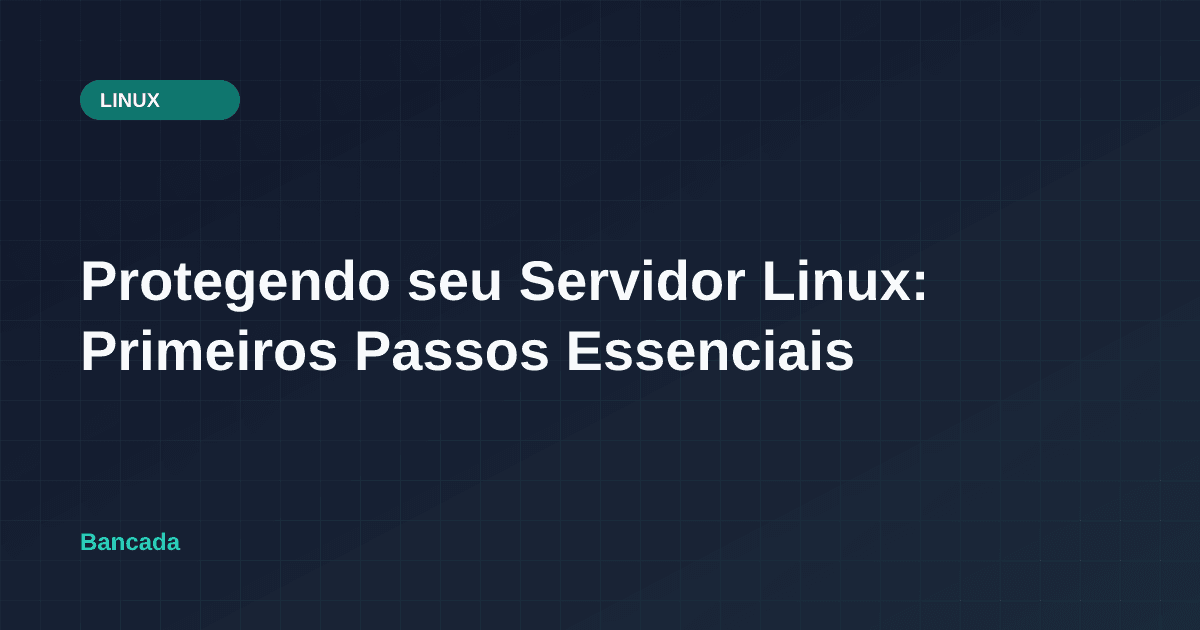 LINUX
Protegendo seu Servidor Linux:
Primeiros Passos Essenciais
Bancada